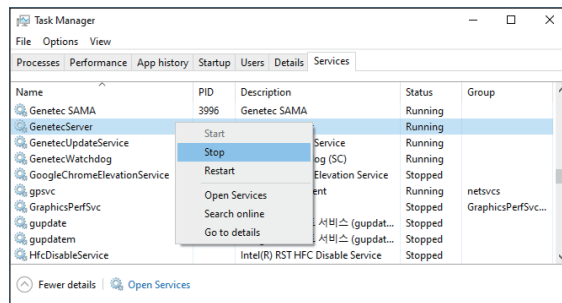 Task Manager
File Options View
Processes Performance App history Startup Users Details Services
Name PID Description Status Group
Genetec SAMA 3996 Genetec SAMA Running
GenetecServer Running
GenetecUpdateService Service Running
GenetecWatchdog og (SC) Running
GoogleChromeElevationService Elevation Service Stopped
gpsvc ent Running netsvcs
GraphicsPerfSvc Stopped GraphicsPerfSvc...
gupdate 서비스 (gupdat... Stopped
gupdatem 서비스 (gupdat... Stopped
HfcDisableService Intel(R) RST HFC Disable Service Stopped
Start
Stop
Restart
Open Services
Search online
Go to details
Fewer details Open Services